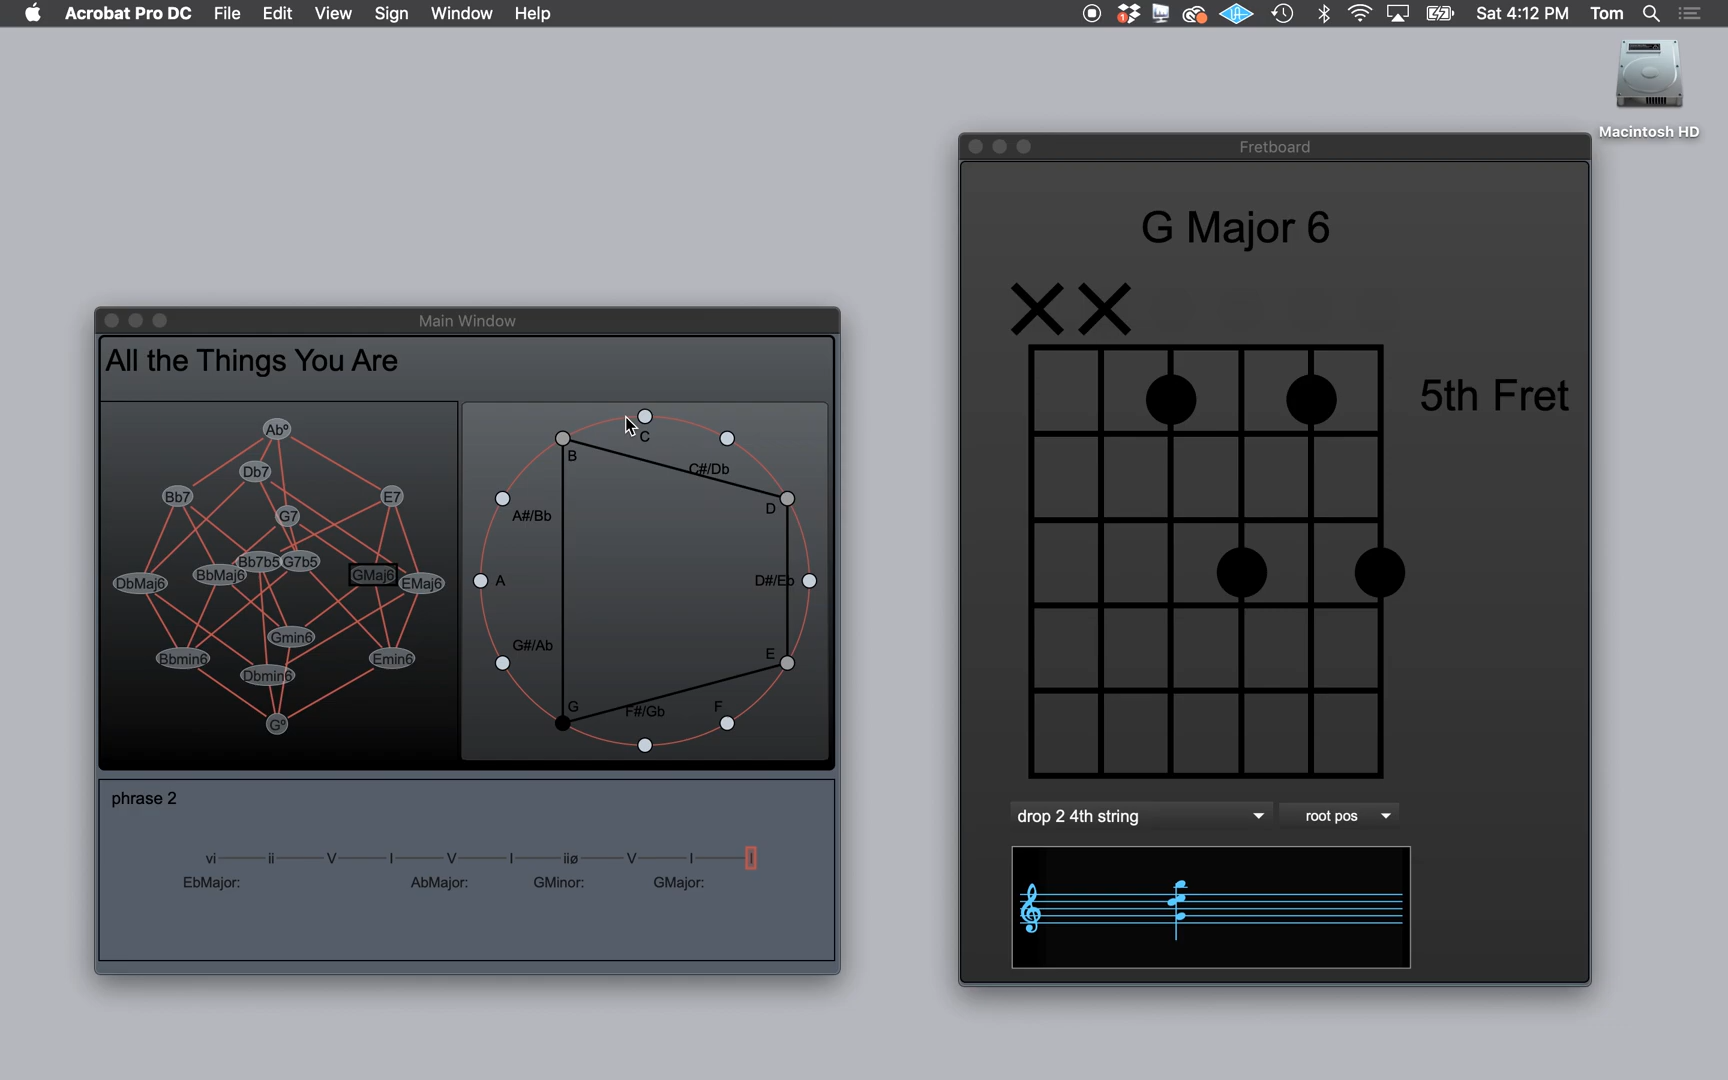 Acrobat Pro DC File Edit View Sign Window Help
1 Sat 4:12 PM Tom
Macintosh HD
Main Window
All the Things You Are
Abº
Db7
Bb7
E7
G7
Bb7b5 G7b5
DbMaj6
BbMaj6
GMaj6
EMaj6
Gmin6
Bbmin6
Emin6
Dbmin6
Gº
C
B
C#/Db
A#/Bb
D
A
D#/Eb
G#/Ab
E
G
F#/Gb
F
phrase 2
vi ii V I V I iiø V I I
EbMajor: AbMajor: GMinor: GMajor:
Fretboard
G Major 6
5th Fret
drop 2 4th string
root pos